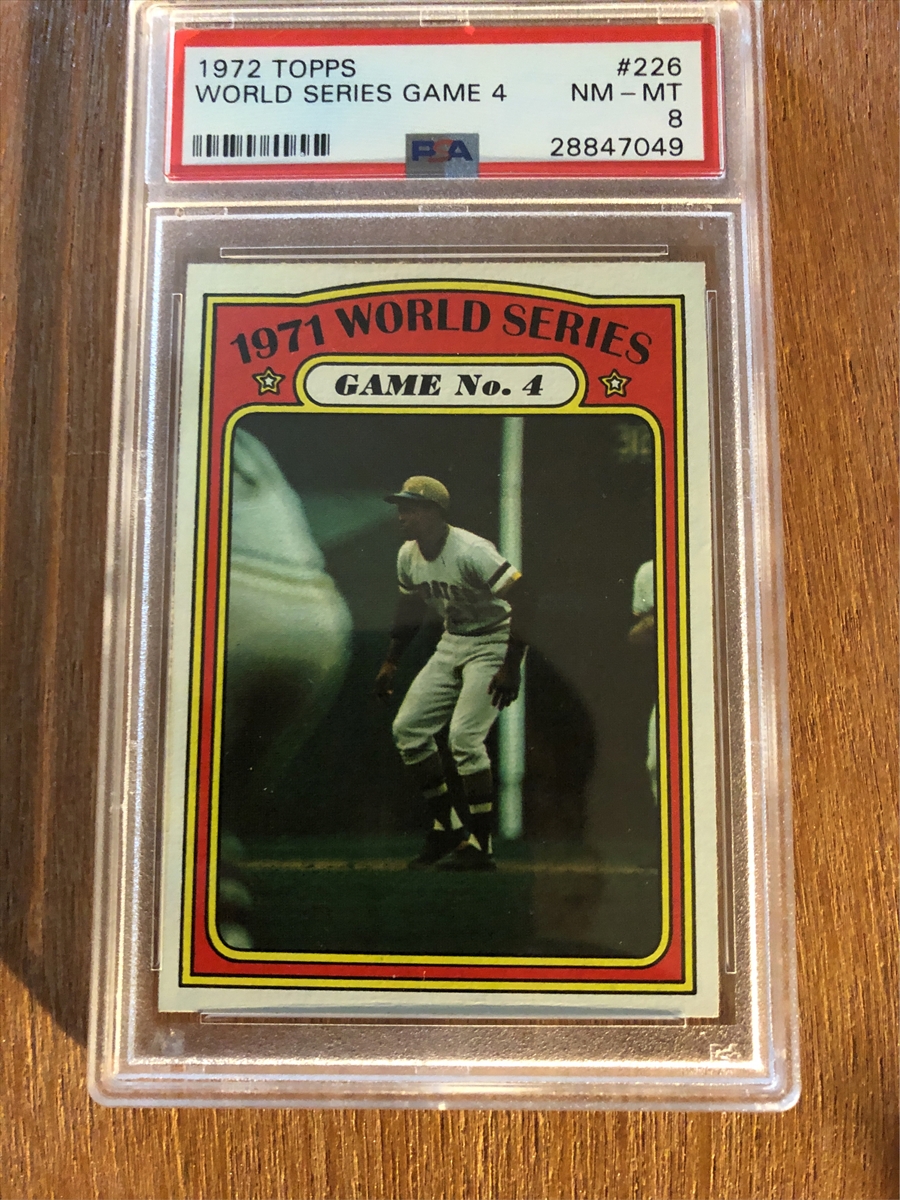 1972 TOPPS #226
WORLD SERIES GAME 4 NM - MT
8
PSA 28847049
1971 WORLD SERIES
GAME No. 4